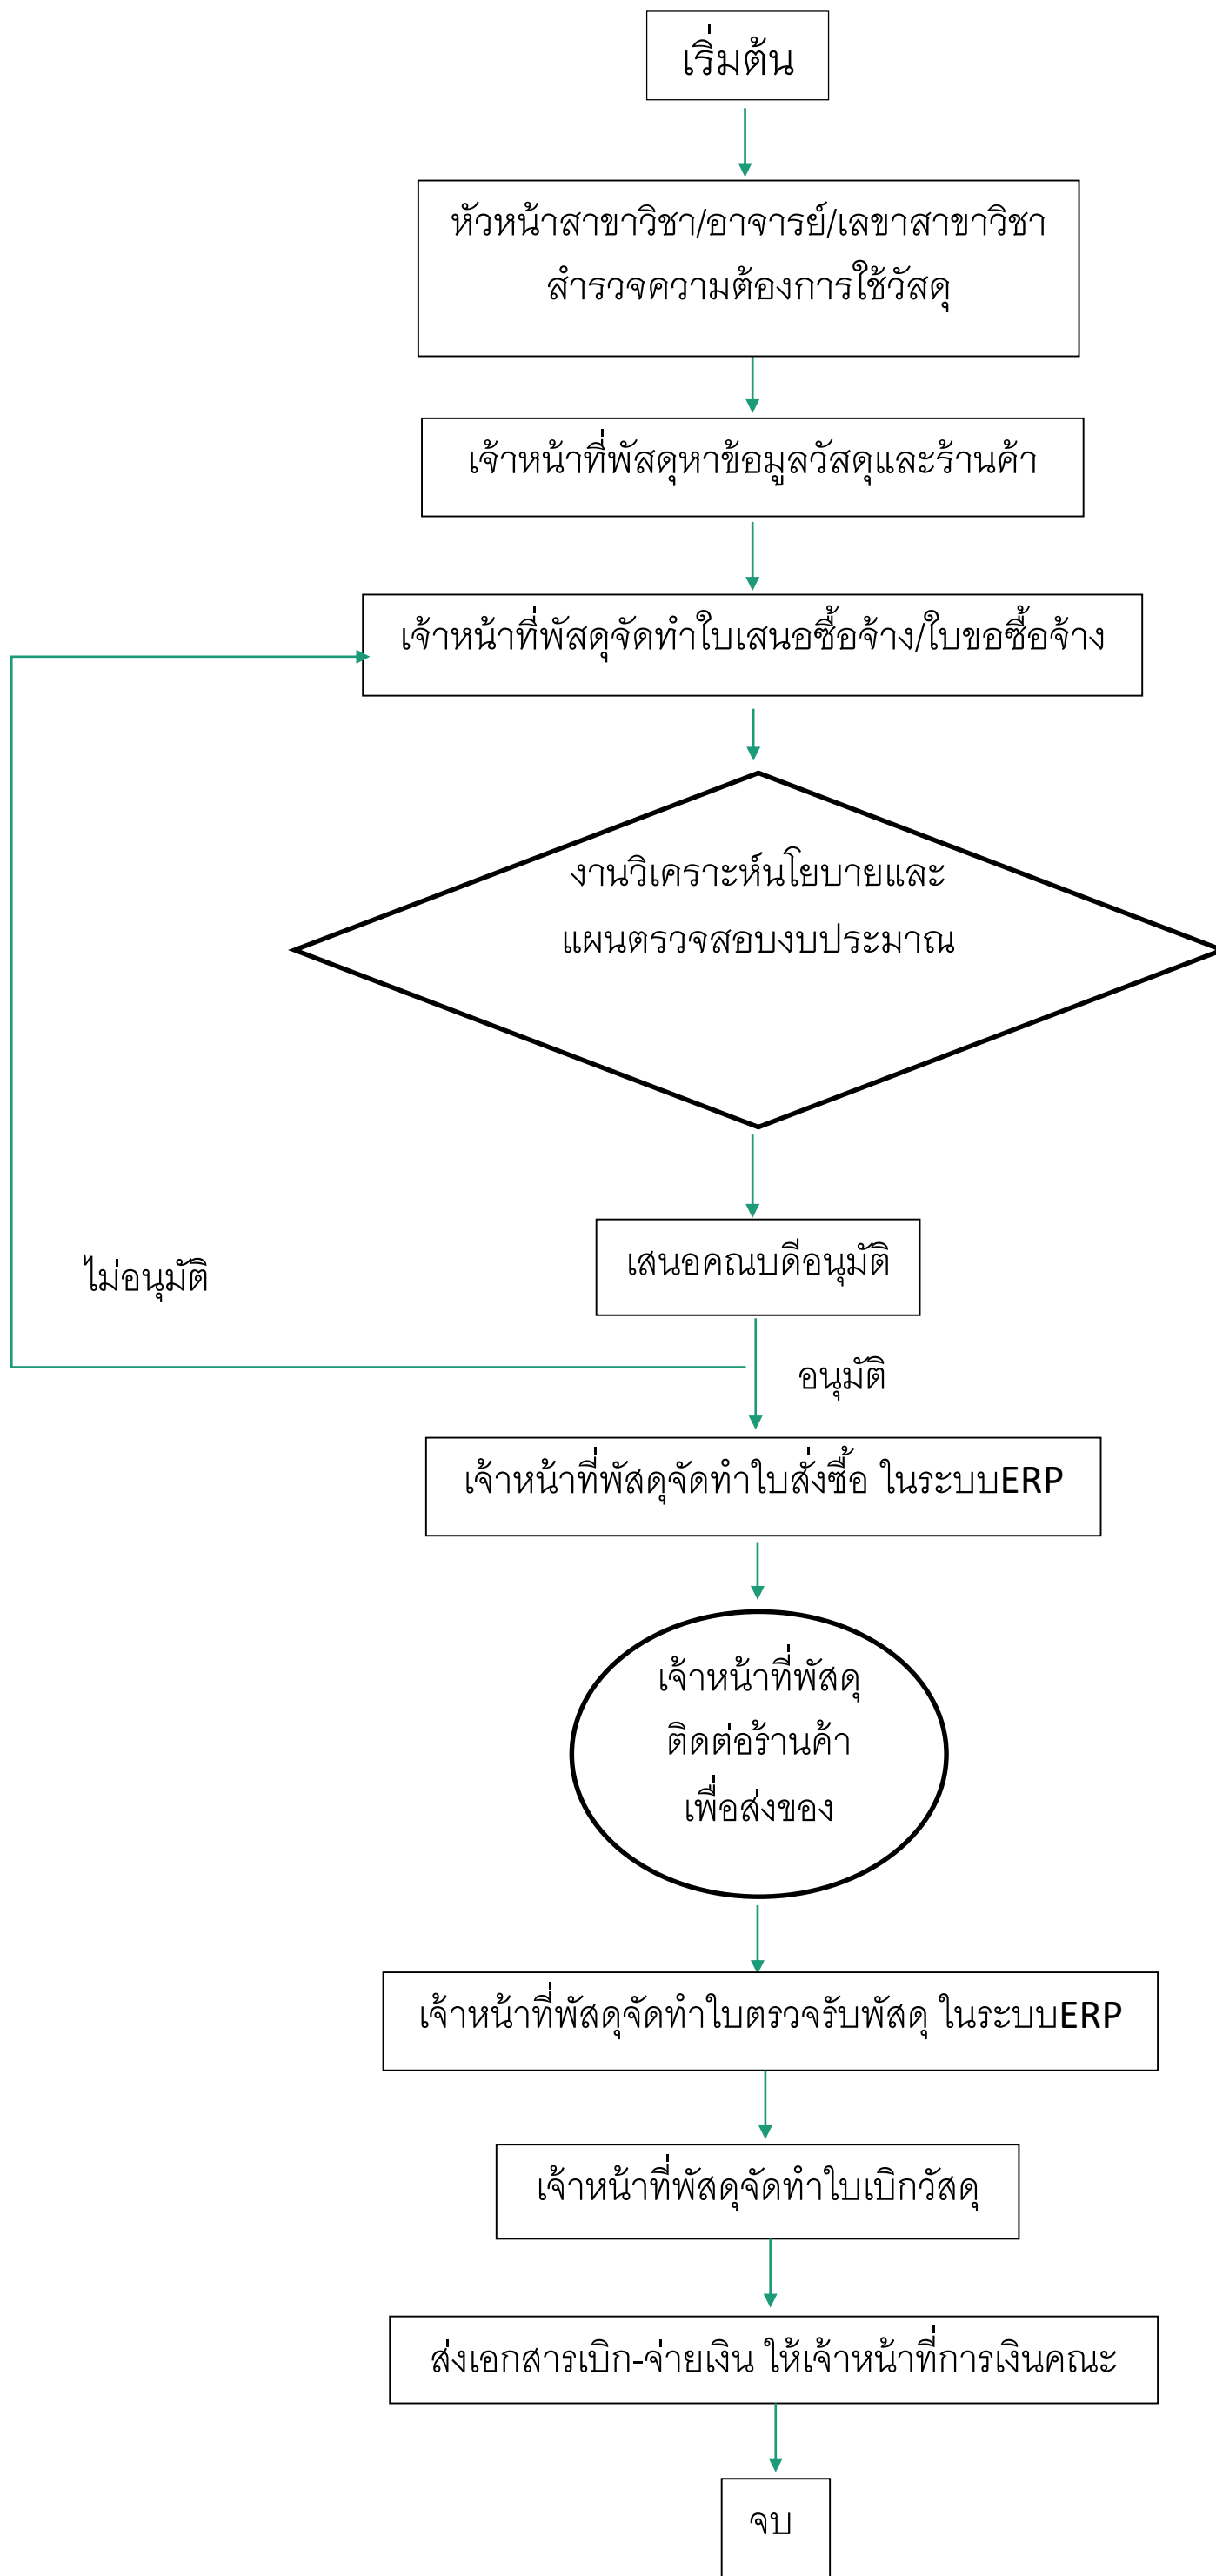 เริ่มต้น
หัวหน้าสาขาวิชา/อาจารย์/เลขาสาขาวิชา
สำรวจความต้องการใช้วัสดุ
เจ้าหน้าที่พัสดุหาข้อมูลวัสดุและร้านค้า
เจ้าหน้าที่พัสดุจัดทำใบเสนอซื้อจ้าง/ใบขอซื้อจ้าง
งานวิเคราะห์นโยบายและ
แผนตรวจสอบงบประมาณ
เสนอคณบดีอนุมัติ
ไม่อนุมัติ
อนุมัติ
เจ้าหน้าที่พัสดุจัดทำใบสั่งซื้อ ในระบบERP
เจ้าหน้าที่พัสดุ
ติดต่อร้านค้า
เพื่อส่งของ
เจ้าหน้าที่พัสดุจัดทำใบตรวจรับพัสดุ ในระบบERP
เจ้าหน้าที่พัสดุจัดทำใบเบิกวัสดุ
ส่งเอกสารเบิก-จ่ายเงิน ให้เจ้าหน้าที่การเงินคณะ
จบ